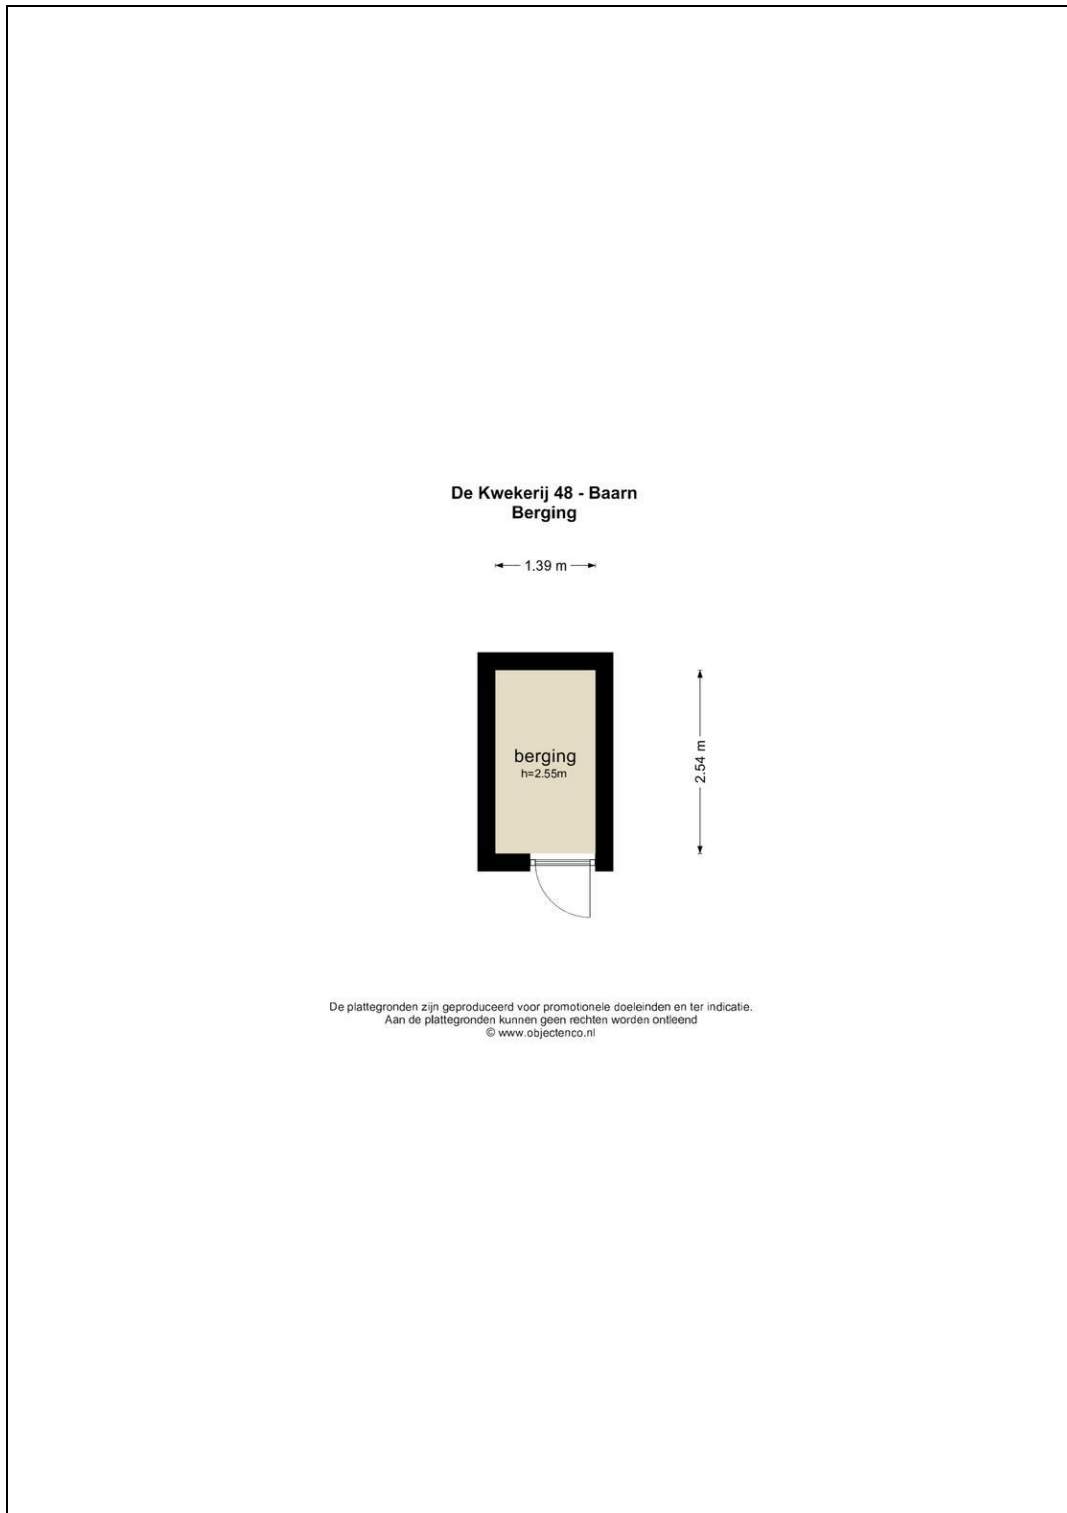 De Kwekerij 48 - Baarn
Berging
1.39 m
berging
h=2.55m
2.54 m
De plattegronden zijn geproduceerd voor promotionele doeleinden en ter indicatie.
Aan de plattegronden kunnen geen rechten worden ontleend
© www.objectenco.nl